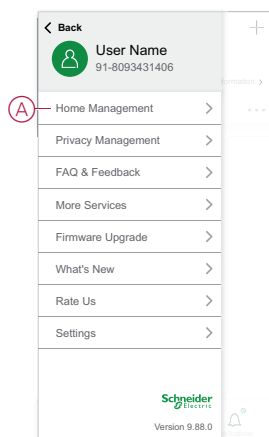 Back
User Name
91-8093431406
A
Home Management
Privacy Management
FAQ & Feedback
More Services
Firmware Upgrade
What's New
Rate Us
Settings
Schneider
Electric
Version 9.88.0